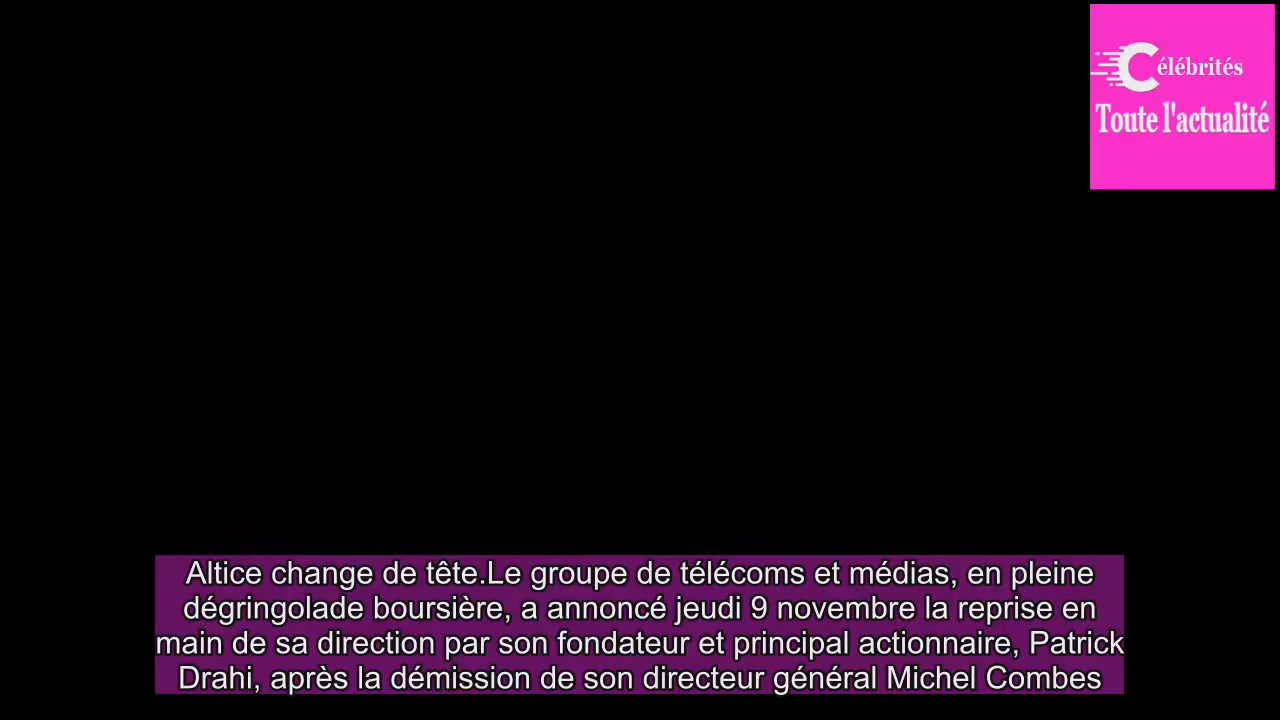 Célébrités
Toute l'actualité
Altice change de tête.Le groupe de télécoms et médias, en pleine
dégringolade boursière, a annoncé jeudi 9 novembre la reprise en
main de sa direction par son fondateur et principal actionnaire, Patrick
Drahi, après la démission de son directeur général Michel Combes